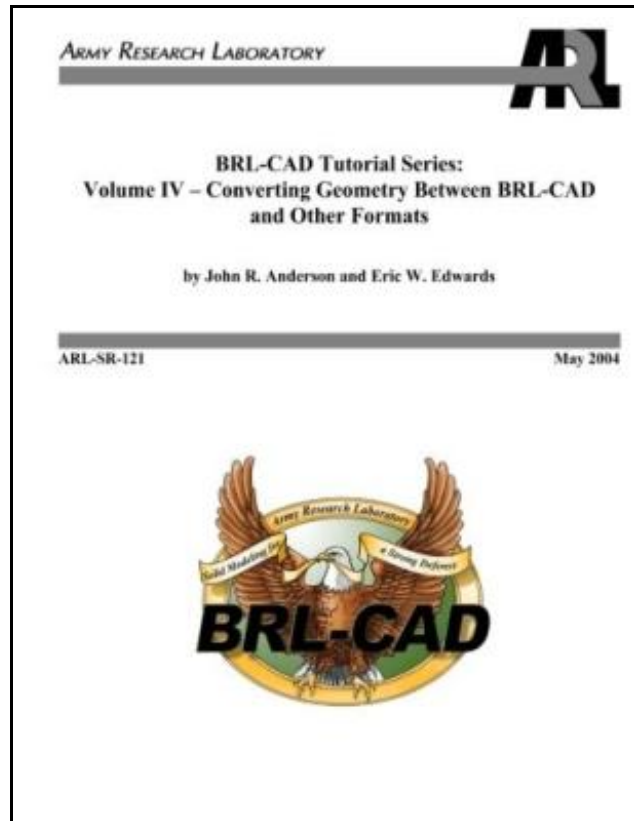 ARMY RESEARCH LABORATORY
ARL
BRL-CAD Tutorial Series:
Volume IV – Converting Geometry Between BRL-CAD
and Other Formats
by John R. Anderson and Eric W. Edwards
ARL-SR-121
May 2004
Army Research Laboratory
Solid Modeling for
a Strong Defense
BRL-CAD